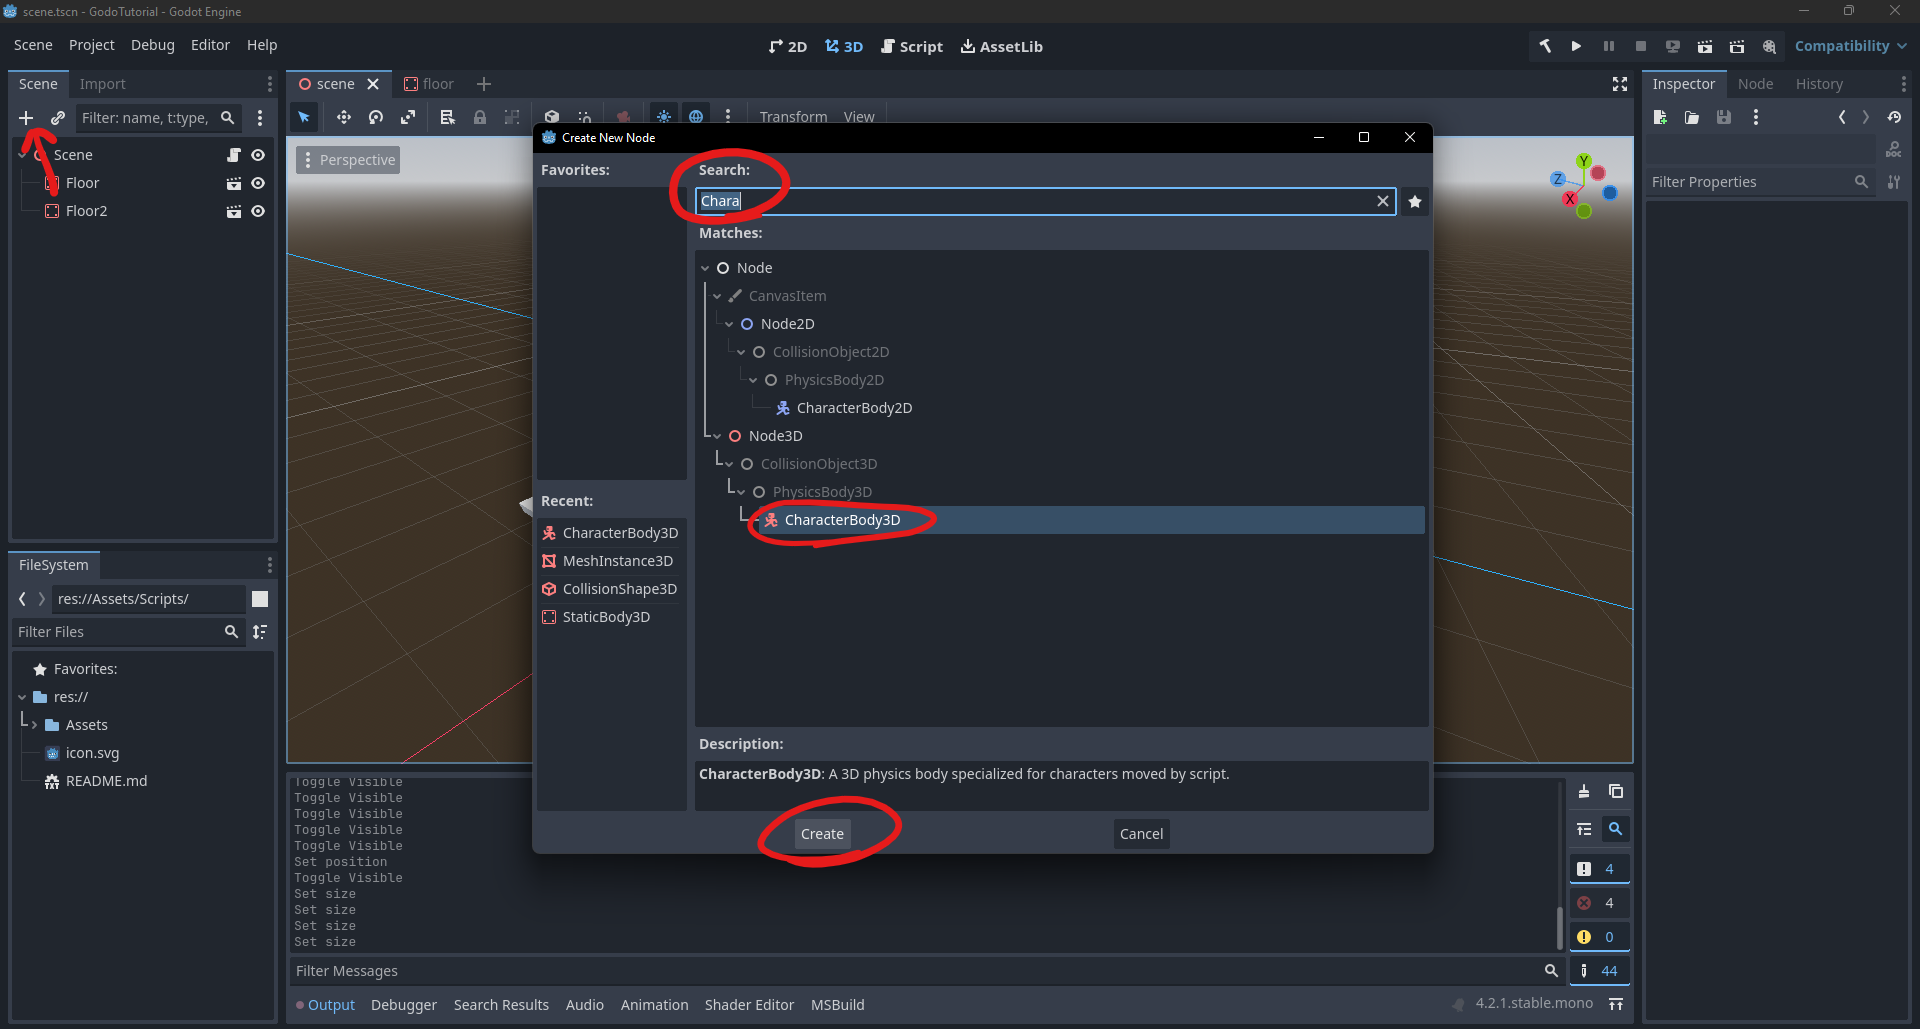 scene.tscn - GodoTutorial - Godot Engine
Scene Project Debug Editor Help
2D 3D Script AssetLib
Compatibility
Scene Import
Filter: name, t:type,
Scene
Floor
Floor2
FileSystem
res://Assets/Scripts/
Filter Files
Favorites:
res://
Assets
icon.svg
README.md
scene floor
Transform View
Perspective
Y
Z
X
Create New Node
Favorites:
Recent:
CharacterBody3D
MeshInstance3D
CollisionShape3D
StaticBody3D
Search:
Chara
Matches:
Node
CanvasItem
Node2D
CollisionObject2D
PhysicsBody2D
CharacterBody2D
Node3D
CollisionObject3D
PhysicsBody3D
CharacterBody3D
Description:
CharacterBody3D: A 3D physics body specialized for characters moved by script.
Create Cancel
Toggle Visible
Toggle Visible
Toggle Visible
Toggle Visible
Toggle Visible
Set position
Toggle Visible
Set size
Set size
Set size
Set size
4
4
0
44
Filter Messages
Output Debugger Search Results Audio Animation Shader Editor MSBuild
4.2.1.stable.mono
Inspector Node History
DOC
Filter Properties